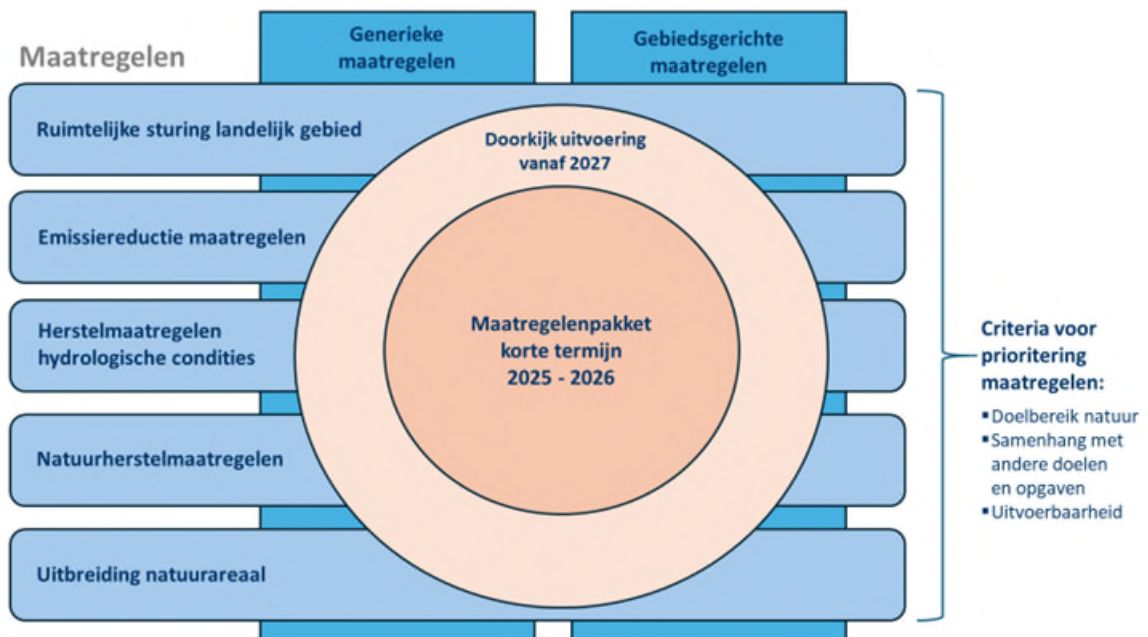 Maatregelen
Generieke
maatregelen
Gebiedsgerichte
maatregelen
Ruimtelijke sturing landelijk gebied
Emissiereductie maatregelen
Herstelmaatregelen
hydrologische condities
Natuurherstelmaatregelen
Uitbreiding natuurareaal
Doorkijk uitvoering
vanaf 2027
Maatregelenpakket
korte termijn
2025 - 2026
Criteria voor
prioritering
maatregelen:
▪Doelbereik natuur
▪Samenhang met
andere doelen
en opgaven
▪Uitvoerbaarheid